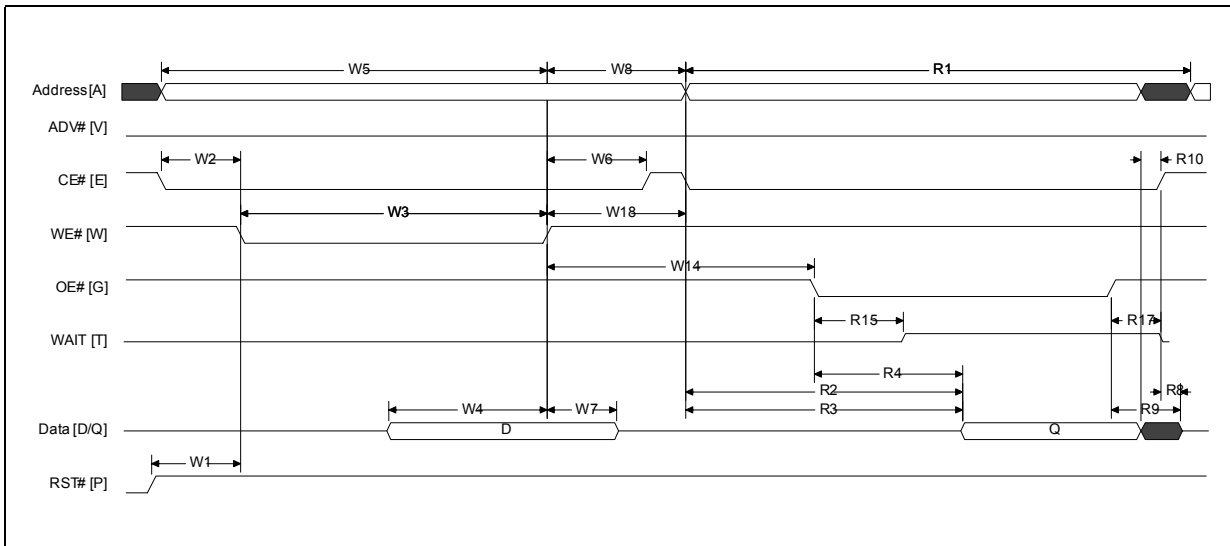 W5 W8 R1
Address [A]
ADV# [V]
W2 W6 R10
CE# [E]
W3 W18
WE# [W]
W14
OE# [G]
R15 R17
WAIT [T]
R4
R2 R8
W4 W7 R3 R9
Data [D/Q] D Q
W1
RST# [P]